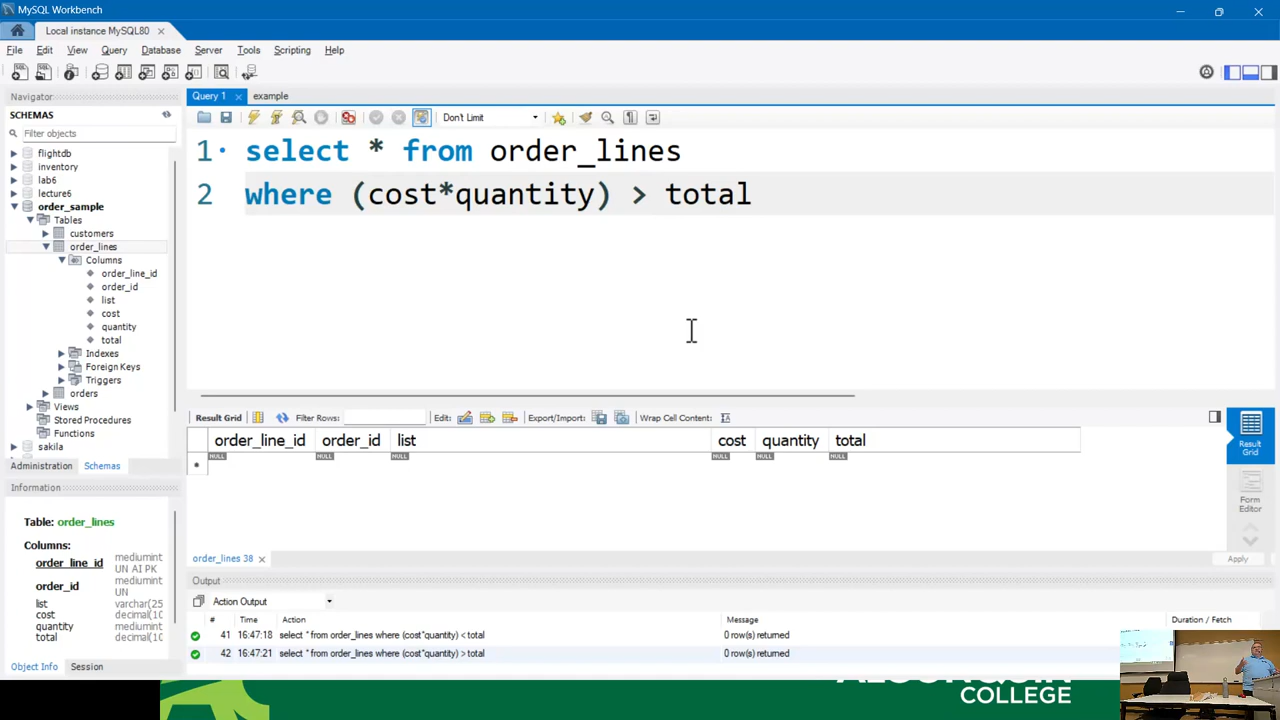 MySQL Workbench
Local instance MySQL80
File Edit View Query Database Server Tools Scripting Help
Navigator
SCHEMAS
Filter objects
flightdb
inventory
lab6
lecture6
order_sample
Tables
customers
order_lines
Columns
order_line_id
order_id
list
cost
quantity
total
Indexes
Foreign Keys
Triggers
orders
Views
Stored Procedures
Functions
sakila
Administration Schemas
Information
Table: order_lines
Columns:
order_line_id mediumint UN AI PK
order_id mediumint UN
list varchar(25
cost decimal(10
quantity mediumint
total decimal(10
Object Info Session
Query 1 example
Don't Limit
1 select * from order_lines
2 where (cost*quantity) > total
Result Grid Filter Rows: Edit: Export/Import: Wrap Cell Content:
order_line_id order_id list cost quantity total
NULL NULL NULL NULL NULL NULL
Result Grid
Form Editor
order_lines 38
Apply
Output
Action Output
# Time Action Message Duration / Fetch
41 16:47:18 select * from order_lines where (cost*quantity) < total 0 row(s) returned
42 16:47:21 select * from order_lines where (cost*quantity) > total 0 row(s) returned
ALGONQUIN
COLLEGE